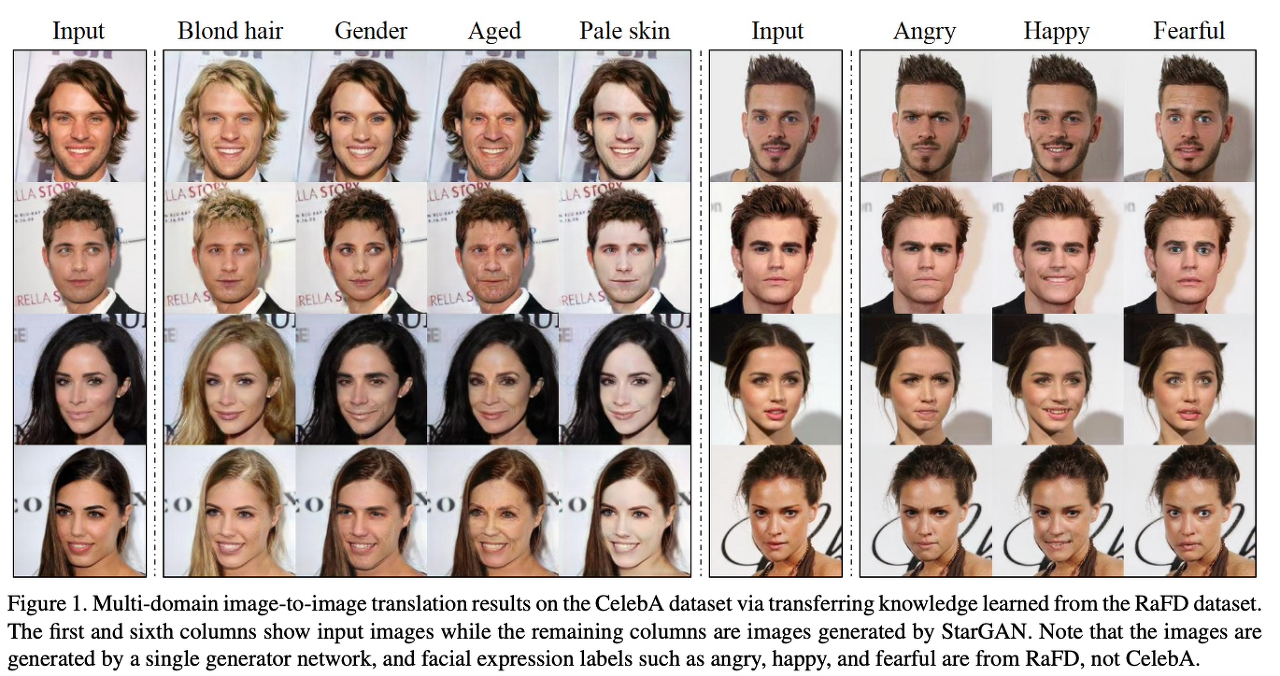 Input Blond hair Gender Aged Pale skin Input Angry Happy Fearful
LLA STORY
RELLA S
Figure 1. Multi-domain image-to-image translation results on the CelebA dataset via transferring knowledge learned from the RaFD dataset.
The first and sixth columns show input images while the remaining columns are images generated by StarGAN. Note that the images are
generated by a single generator network, and facial expression labels such as angry, happy, and fearful are from RaFD, not CelebA.